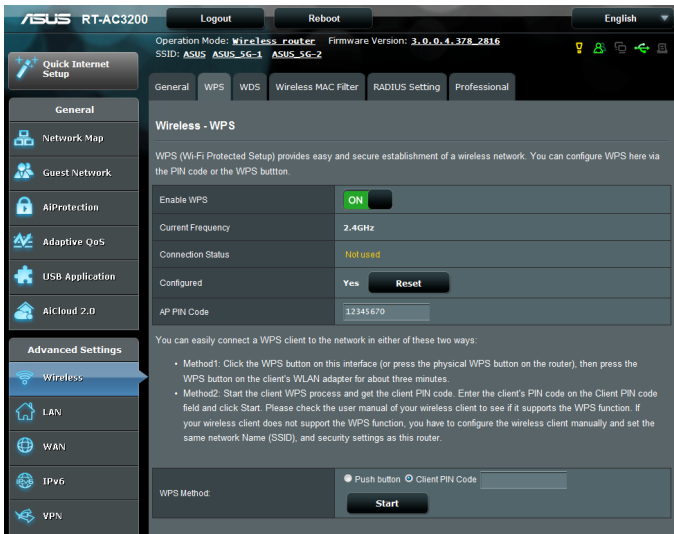 ASUS RT-AC3200
Logout
Reboot
English
Operation Mode: Wireless router Firmware Version: 3.0.0.4.378_2816
SSID: ASUS ASUS_5G-1 ASUS_5G-2
Quick Internet
Setup
General
Network Map
Guest Network
AiProtection
Adaptive QoS
USB Application
AiCloud 2.0
Advanced Settings
Wireless
LAN
WAN
IPv6
VPN
General WPS WDS Wireless MAC Filter RADIUS Setting Professional
Wireless - WPS
WPS (Wi-Fi Protected Setup) provides easy and secure establishment of a wireless network. You can configure WPS here via
the PIN code or the WPS buttton.
Enable WPS ON
Current Frequency 2.4GHz
Connection Status Not used
Configured Yes Reset
AP PIN Code 12345670
You can easily connect a WPS client to the network in either of these two ways:
• Method1: Click the WPS button on this interface (or press the physical WPS button on the router), then press the
WPS button on the client's WLAN adapter for about three minutes.
• Method2: Start the client WPS process and get the client PIN code. Enter the client's PIN code on the Client PIN code
field and click Start. Please check the user manual of your wireless client to see if it supports the WPS function. If
your wireless client does not support the WPS function, you have to configure the wireless client manually and set the
same network Name (SSID), and security settings as this router.
WPS Method: Push button Client PIN Code
Start